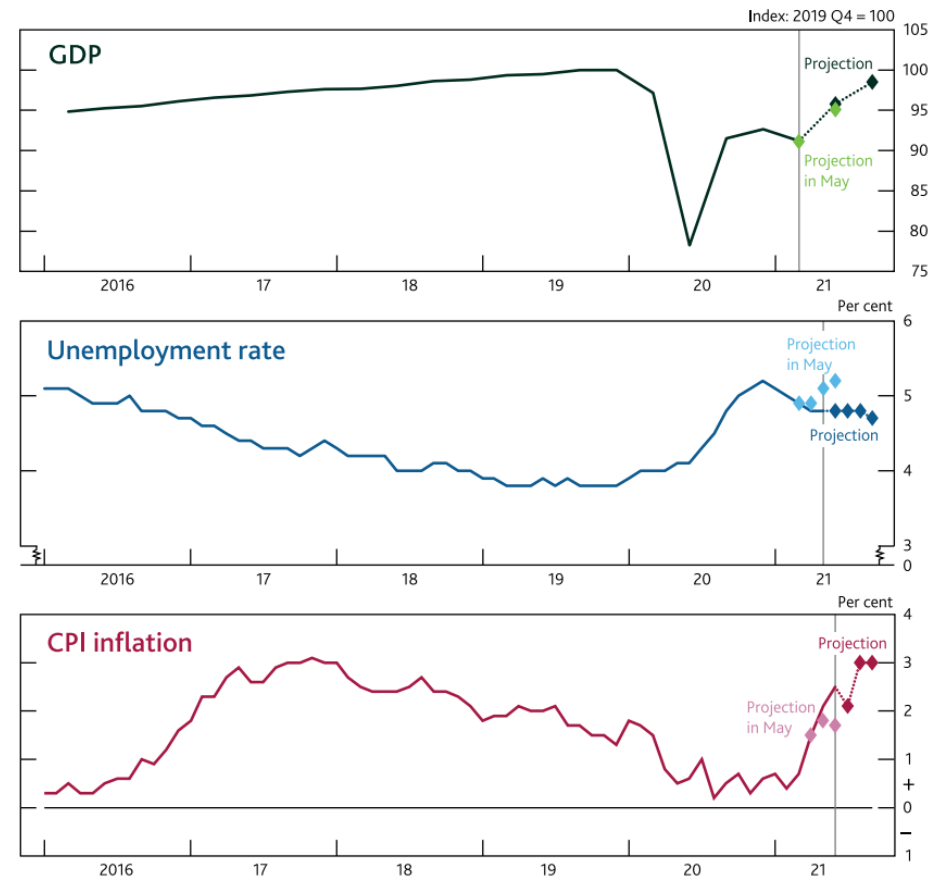 Index: 2019 Q4 = 100
GDP
105
Projection
100
95
90
Projection
in May
85
80
75
2016 17 18 19 20 21
Per cent
6
Unemployment rate
Projection
in May
5
Projection
4
3
0
2016 17 18 19 20 21
Per cent
4
CPI inflation
Projection
3
Projection
in May
2
1
+
0
–
1
2016 17 18 19 20 21